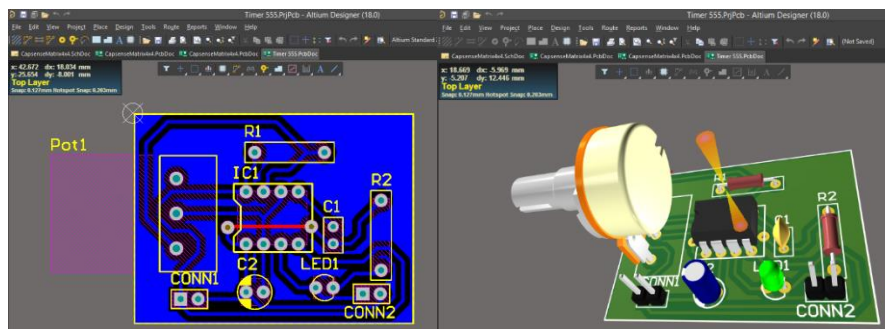 Timer 555.PrjPcb - Altium Designer (18.0)
File Edit View Project Place Design Tools Route Reports Window Help
Altium Standard
CapsenseMatrix4x4.SchDoc CapsenseMatrix4x4.PcbDoc CapsenseMatrix4x4.PcbDoc Timer 555.PcbDoc
x: 42.672 dx: 18.034 mm
y: 25.654 dy: -8.001 mm
Top Layer
Snap: 0.127mm Hotspot Snap: 0.203mm
Pot1
R1
IC1
R2
C1
C2
LED1
CONN1
CONN2
Timer 555.PrjPcb - Altium Designer (18.0)
File Edit View Project Place Design Tools Route Reports Window Help
(Not Saved)
CapsenseMatrix4x4.SchDoc CapsenseMatrix4x4.PcbDoc CapsenseMatrix4x4.PcbDoc Timer 555.PcbDoc
x: 18.669 dx: -5.969 mm
y: -5.207 dy: 12.446 mm
Top Layer
Snap: 0.127mm Hotspot Snap: 0.203mm
R1
R2
C1
CONN1
LED1
CONN2